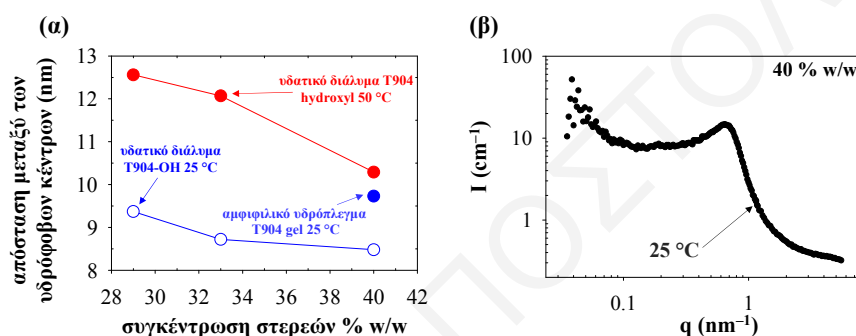 (α)
απόσταση μεταξύ των
υδρόφοβων κέντρων (nm)
13
12
11
10
9
8
υδατικό διάλυμα T904
hydroxyl 50 °C
υδατικό διάλυμα
T904-OH 25 °C
αμφιφιλικό υδρόπλεγμα
T904 gel 25 °C
28 30 32 34 36 38 40 42
συγκέντρωση στερεών % w/w
(β)
I (cm⁻¹)
100
10
1
40 % w/w
25 °C
0.1 1
q (nm⁻¹)
ΠΟΣΤΟΛ